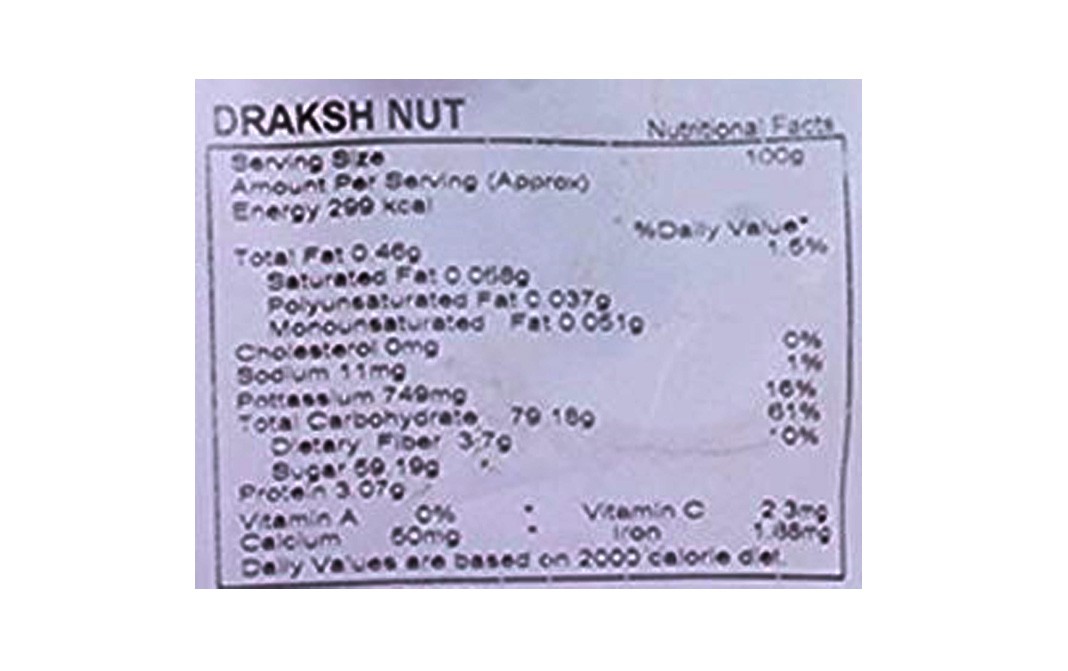 DRAKSH NUT
Nutritional Facts
Serving Size 100g
Amount Per Serving (Approx)
Energy 299 kcal
%Daily Value*
Total Fat 0.46g 1.5%
Saturated Fat 0.058g
Polyunsaturated Fat 0.037g
Monounsaturated Fat 0.051g
Cholesterol 0mg 0%
Sodium 11mg 1%
Pottassium 749mg 16%
Total Carbohydrate 79.18g 61%
Dietary Fiber 3.7g *0%
Sugar 59.19g
Protein 3.07g
Vitamin A 0% * Vitamin C 2.3mg
Calcium 50mg * Iron 1.88mg
Daily Values are based on 2000 calorie diet.